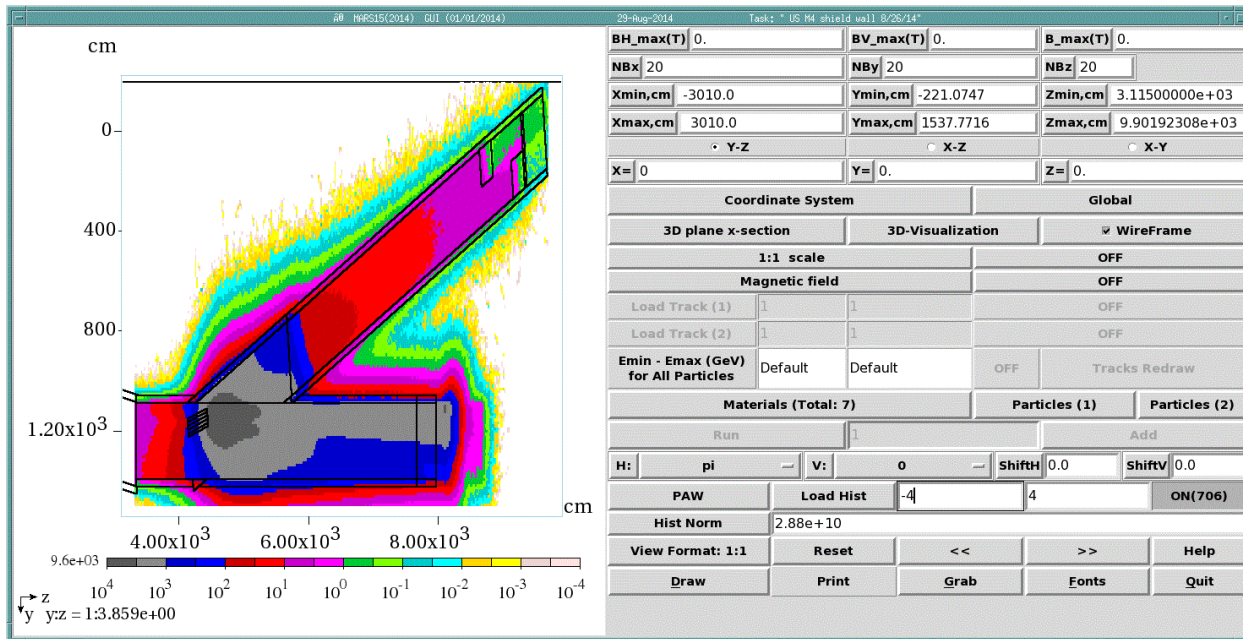 MARS15(2014) GUI (01/01/2014) 29-Aug-2014 Task: " US M4 shield wall 8/26/14"
cm
0
400
800
1.20x10³
cm
4.00x10³ 6.00x10³ 8.00x10³
9.6e+03
10⁴ 10³ 10² 10¹ 10⁰ 10⁻¹ 10⁻² 10⁻³ 10⁻⁴
z
y y:z = 1:3.859e+00
BH_max(T) 0. BV_max(T) 0. B_max(T) 0.
NBx 20 NBy 20 NBz 20
Xmin,cm -3010.0 Ymin,cm -221.0747 Zmin,cm 3.11500000e+03
Xmax,cm 3010.0 Ymax,cm 1537.7716 Zmax,cm 9.90192308e+03
Y-Z X-Z X-Y
X= 0 Y= 0. Z= 0.
Coordinate System Global
3D plane x-section 3D-Visualization WireFrame
1:1 scale OFF
Magnetic field OFF
Load Track (1) 1 1 OFF
Load Track (2) 1 1 OFF
Emin - Emax (GeV)
for All Particles Default Default OFF Tracks Redraw
Materials (Total: 7) Particles (1) Particles (2)
Run 1 Add
H: pi V: 0 ShiftH 0.0 ShiftV 0.0
PAW Load Hist -4 4 ON(706)
Hist Norm 2.88e+10
View Format: 1:1 Reset << >> Help
Draw Print Grab Fonts Quit